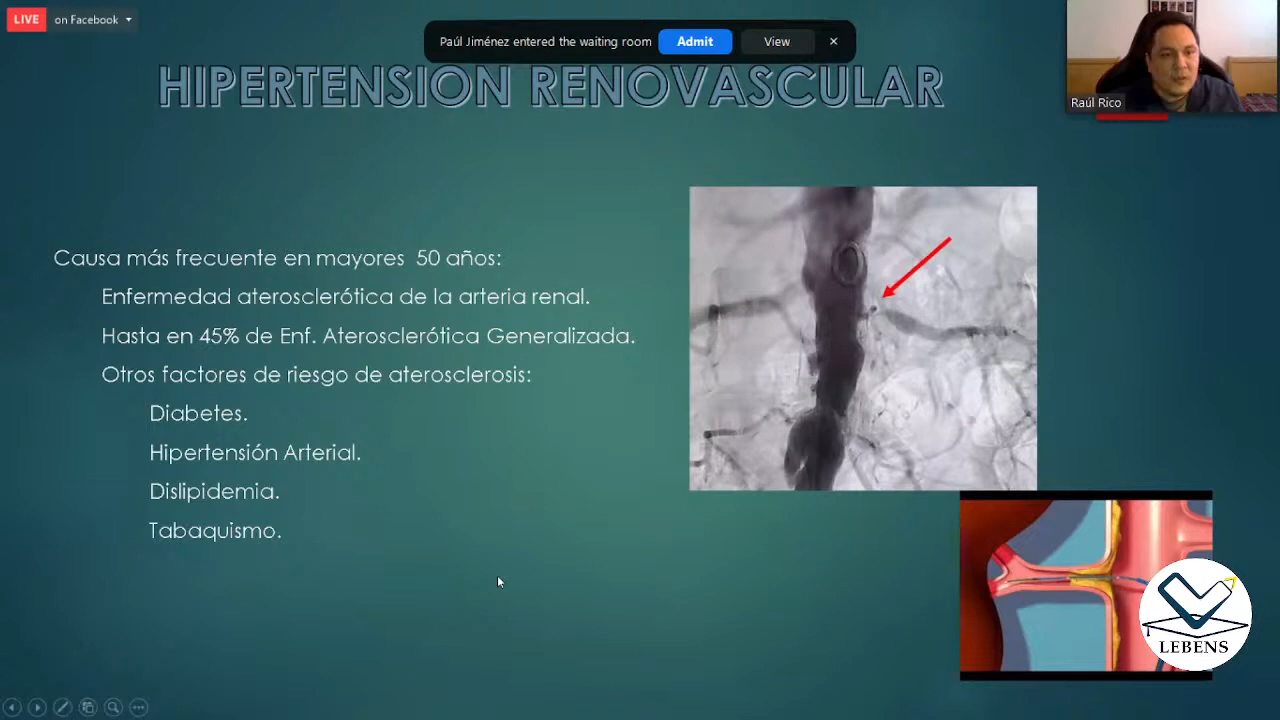 LIVE on Facebook
Paúl Jiménez entered the waiting room Admit View
HIPERTENSION RENOVASCULAR
Raúl Rico
Causa más frecuente en mayores 50 años:
Enfermedad aterosclerótica de la arteria renal.
Hasta en 45% de Enf. Aterosclerótica Generalizada.
Otros factores de riesgo de aterosclerosis:
Diabetes.
Hipertensión Arterial.
Dislipidemia.
Tabaquismo.
LEBENS